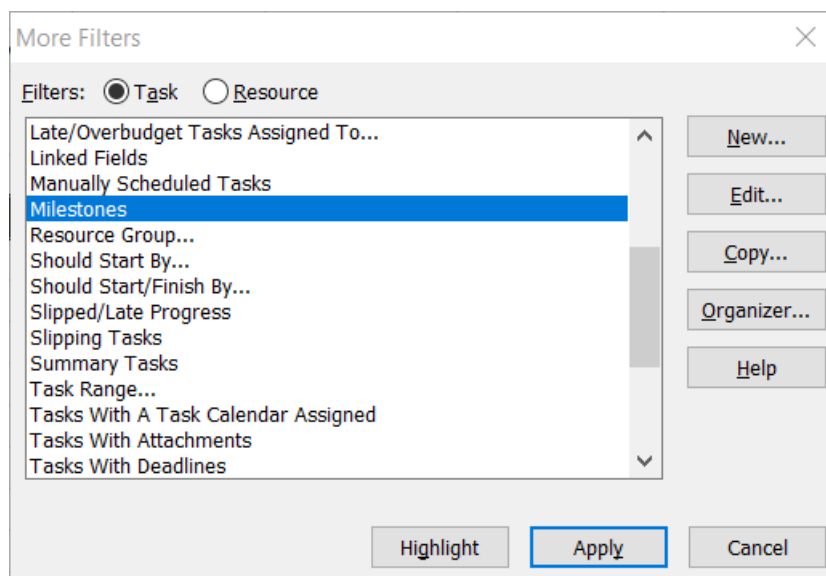 More Filters
Filters: Task Resource
Late/Overbudget Tasks Assigned To...
Linked Fields
Manually Scheduled Tasks
Milestones
Resource Group...
Should Start By...
Should Start/Finish By...
Slipped/Late Progress
Slipping Tasks
Summary Tasks
Task Range...
Tasks With A Task Calendar Assigned
Tasks With Attachments
Tasks With Deadlines
New...
Edit...
Copy...
Organizer...
Help
Highlight Apply Cancel